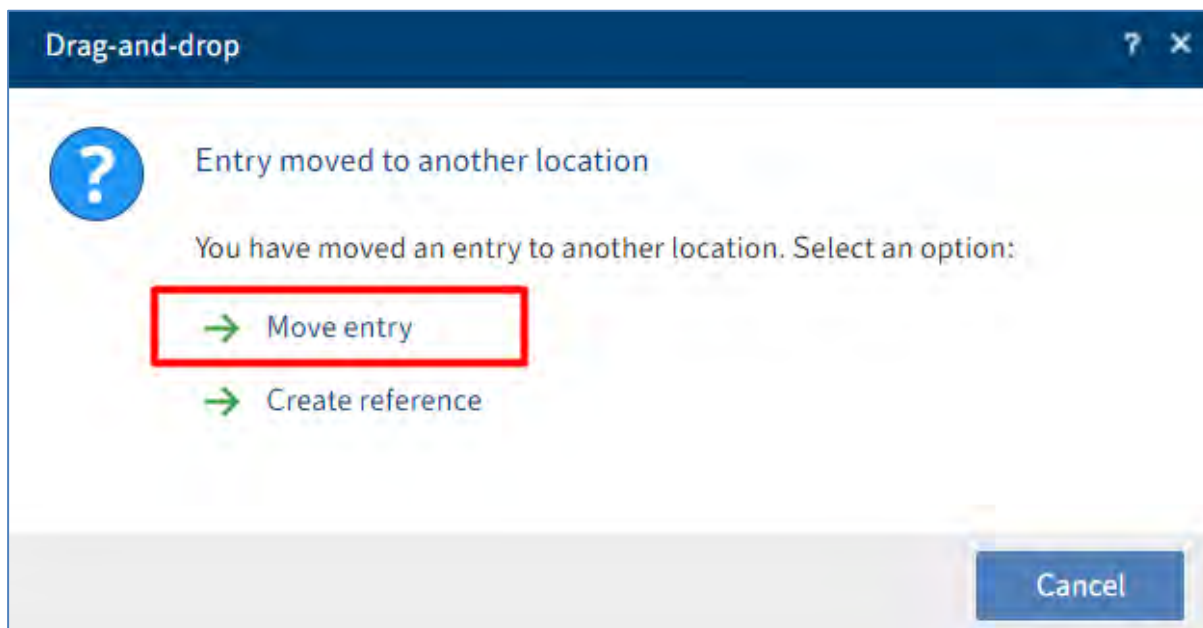 Drag-and-drop ? ×
?
Entry moved to another location
You have moved an entry to another location. Select an option:
→ Move entry
→ Create reference
Cancel